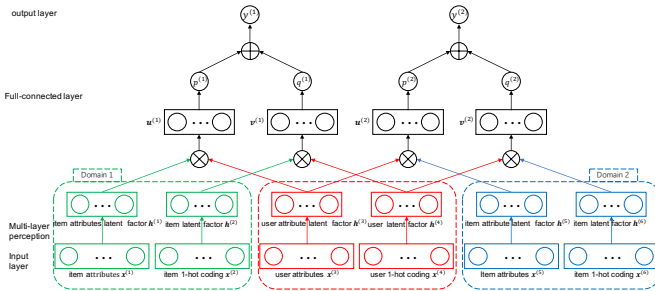 output layer
y⁽¹⁾
y⁽²⁾
p⁽¹⁾
q⁽¹⁾
p⁽²⁾
q⁽²⁾
Full-connected layer
u⁽¹⁾
v⁽¹⁾
u⁽²⁾
v⁽²⁾
Domain 1
Domain 2
item attributes latent factor h⁽¹⁾
item latent factor h⁽²⁾
user attribute latent factor h⁽³⁾
user latent factor h⁽⁴⁾
item attribute latent factor h⁽⁵⁾
item latent factor h⁽⁶⁾
Multi-layer
perception
Input
layer
item attributes x⁽¹⁾
item 1-hot coding x⁽²⁾
user attributes x⁽³⁾
user 1-hot coding x⁽⁴⁾
Item attributes x⁽⁵⁾
item 1-hot coding x⁽⁶⁾